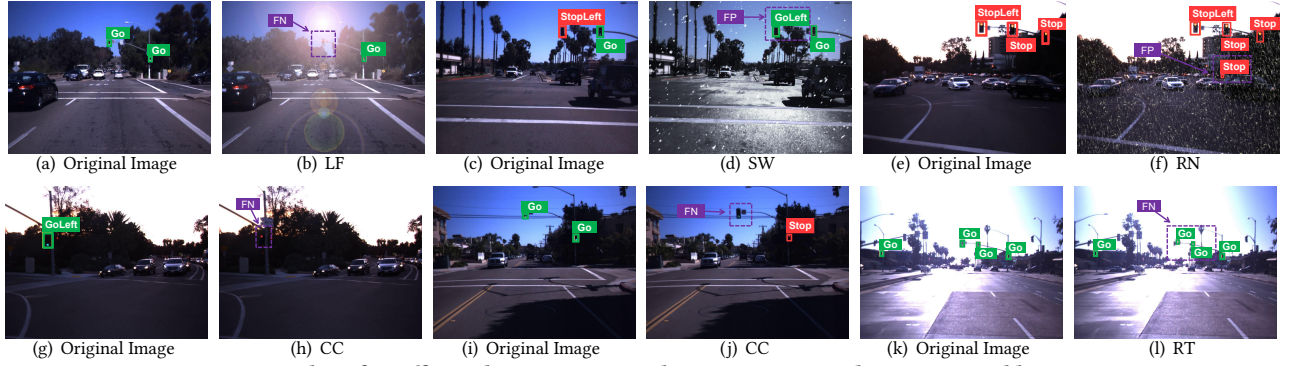 Go
Go
FN
Go
StopLeft
Go
FP
GoLeft
Go
StopLeft
Stop
Stop
StopLeft
Stop
Stop
FP
Stop
(a) Original Image
(b) LF
(c) Original Image
(d) SW
(e) Original Image
(f) RN
GoLeft
FN
Go
Go
FN
Stop
Go
Go
Go
Go
FN
Go
Go
Go
Go
(g) Original Image
(h) CC
(i) Original Image
(j) CC
(k) Original Image
(l) RT